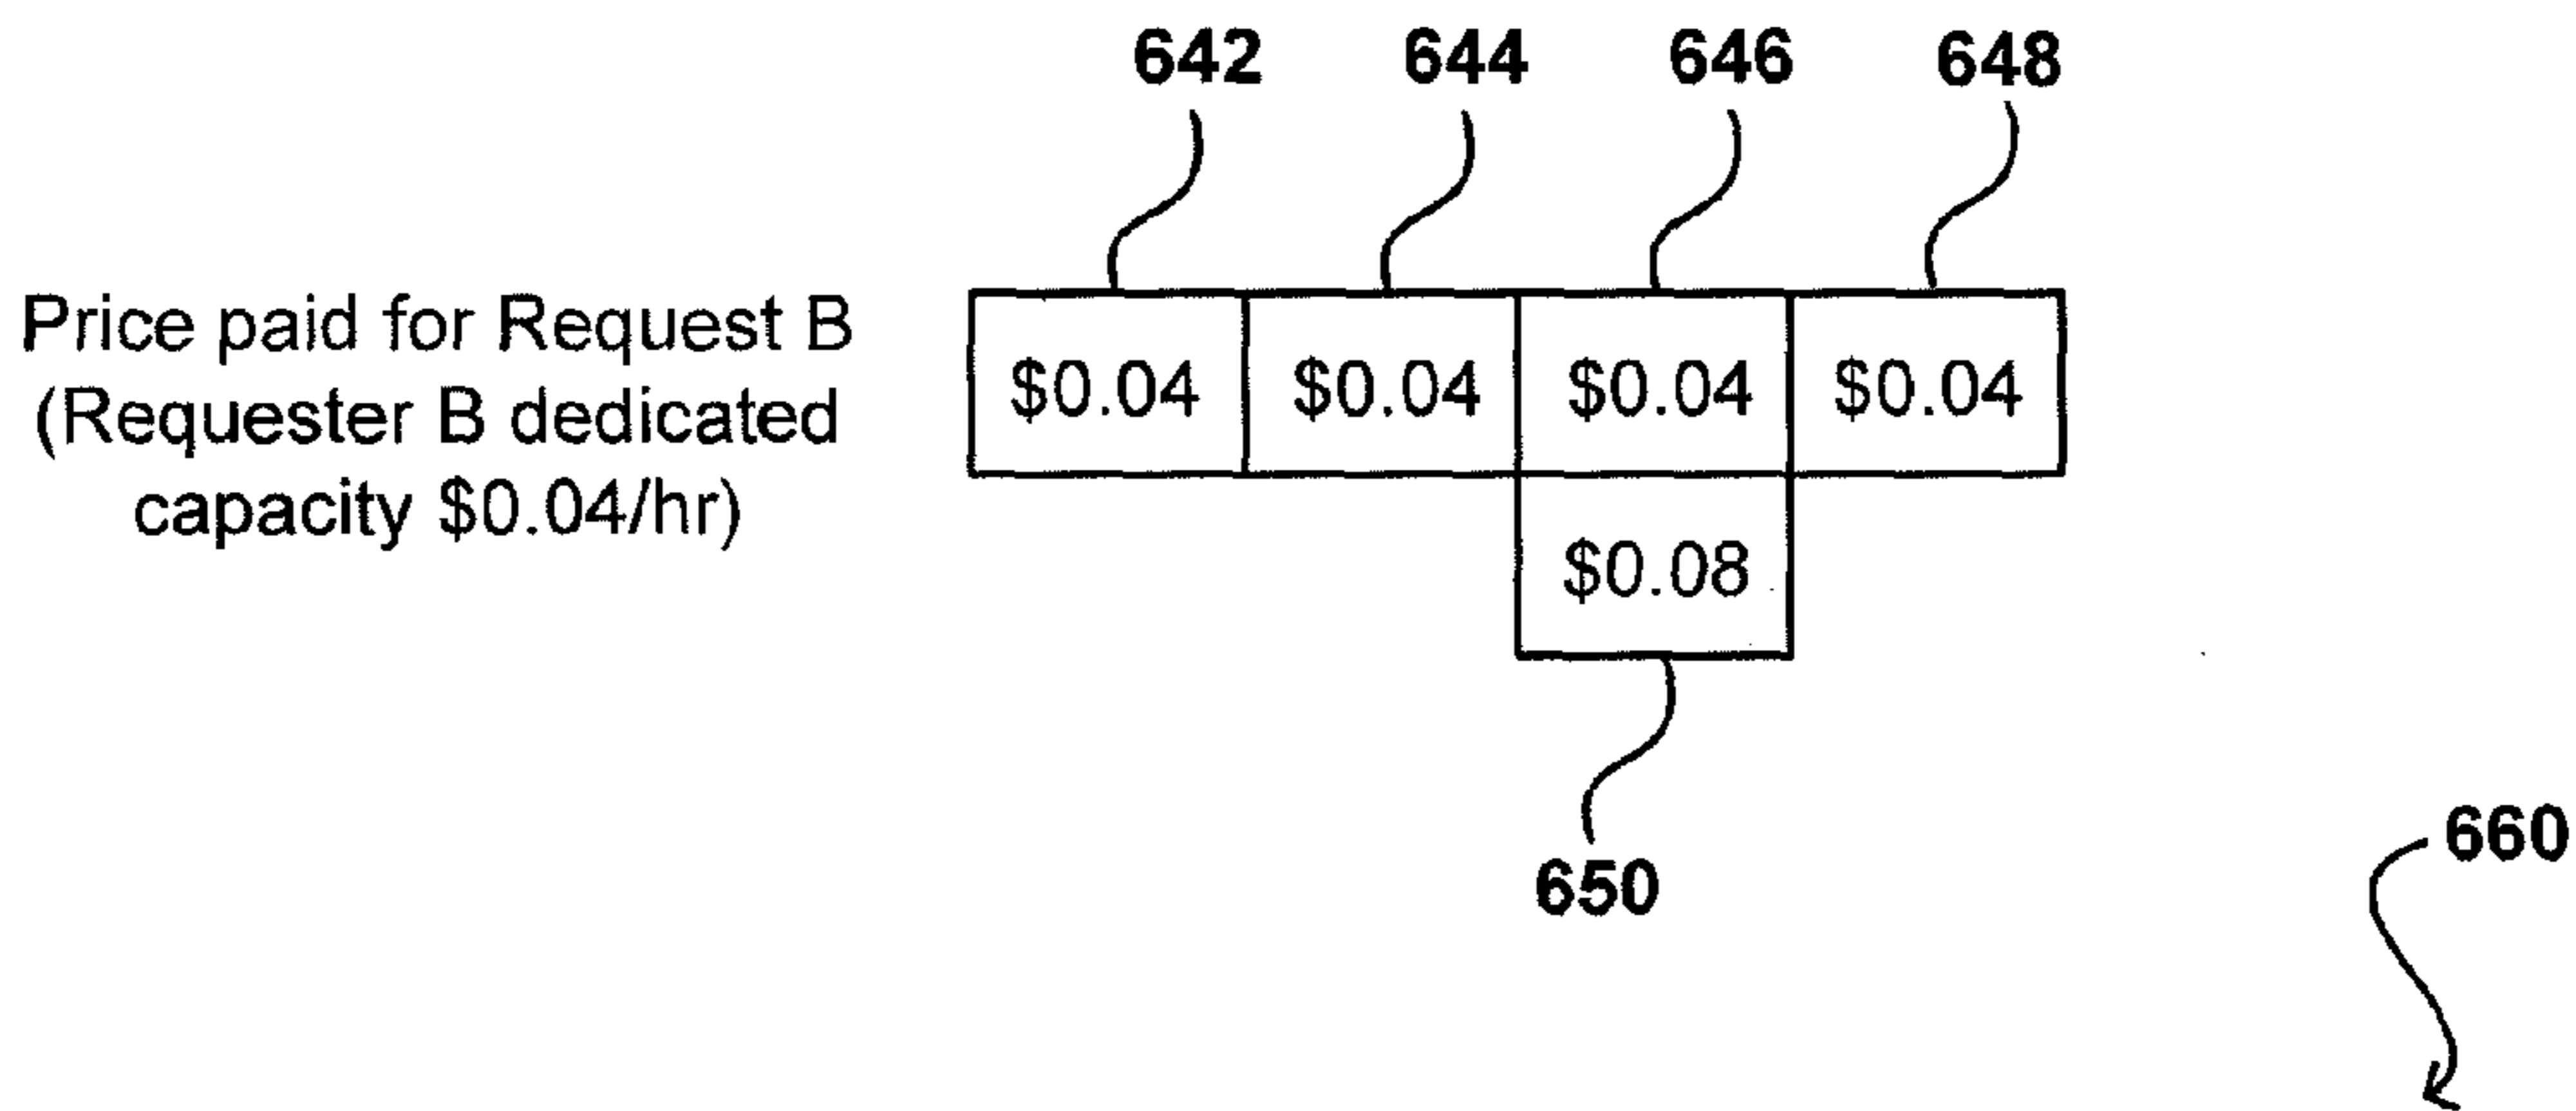 642 644 646 648
Price paid for Request B
(Requester B dedicated
capacity $0.04/hr)
$0.04 $0.04 $0.04 $0.04
$0.08
650
660